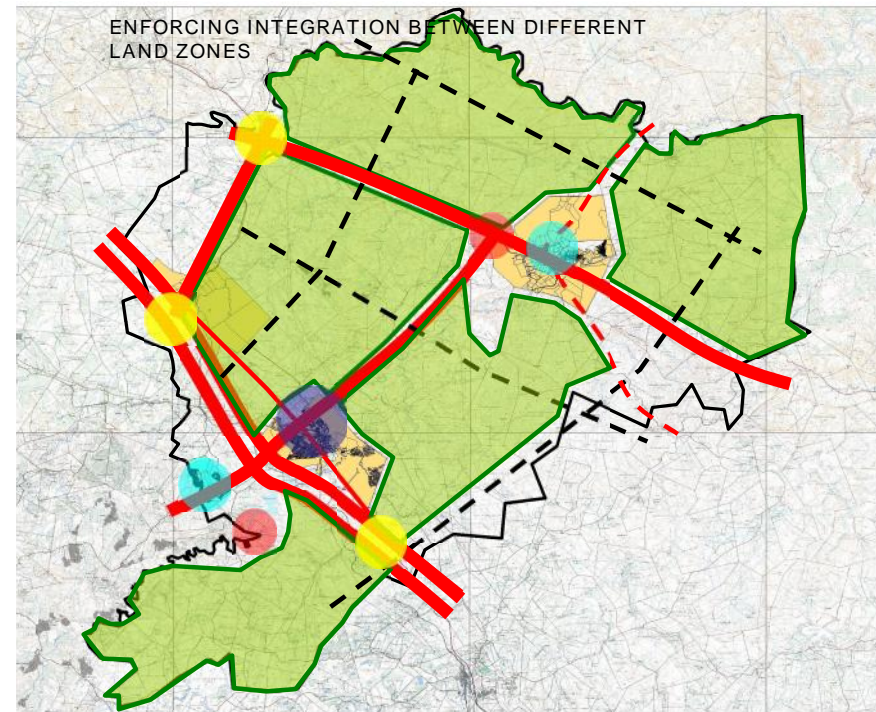 ENFORCING INTEGRATION BETWEEN DIFFERENT
LAND ZONES